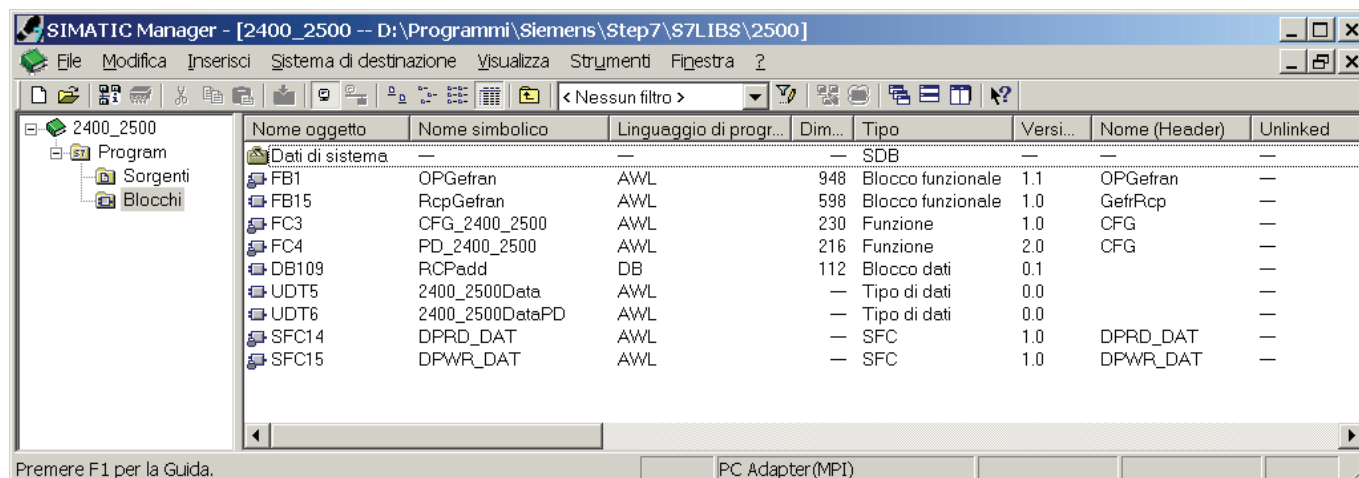 SIMATIC Manager - [2400_2500 -- D:\Programmi\Siemens\Step7\S7LIBS\2500]
File Modifica Inserisci Sistema di destinazione Visualizza Strumenti Finestra ?
< Nessun filtro >
2400_2500
Program
Sorgenti
Blocchi
Nome oggetto Nome simbolico Linguaggio di progr... Dim... Tipo Versi... Nome (Header) Unlinked
Dati di sistema — — — SDB — — —
FB1 OPGefran AWL 948 Blocco funzionale 1.1 OPGefran —
FB15 RcpGefran AWL 598 Blocco funzionale 1.0 GefrRcp —
FC3 CFG_2400_2500 AWL 230 Funzione 1.0 CFG —
FC4 PD_2400_2500 AWL 216 Funzione 2.0 CFG —
DB109 RCPadd DB 112 Blocco dati 0.1 —
UDT5 2400_2500Data AWL — Tipo di dati 0.0 —
UDT6 2400_2500DataPD AWL — Tipo di dati 0.0 —
SFC14 DPRD_DAT AWL — SFC 1.0 DPRD_DAT —
SFC15 DPWR_DAT AWL — SFC 1.0 DPWR_DAT —
Premere F1 per la Guida. PC Adapter(MPI)